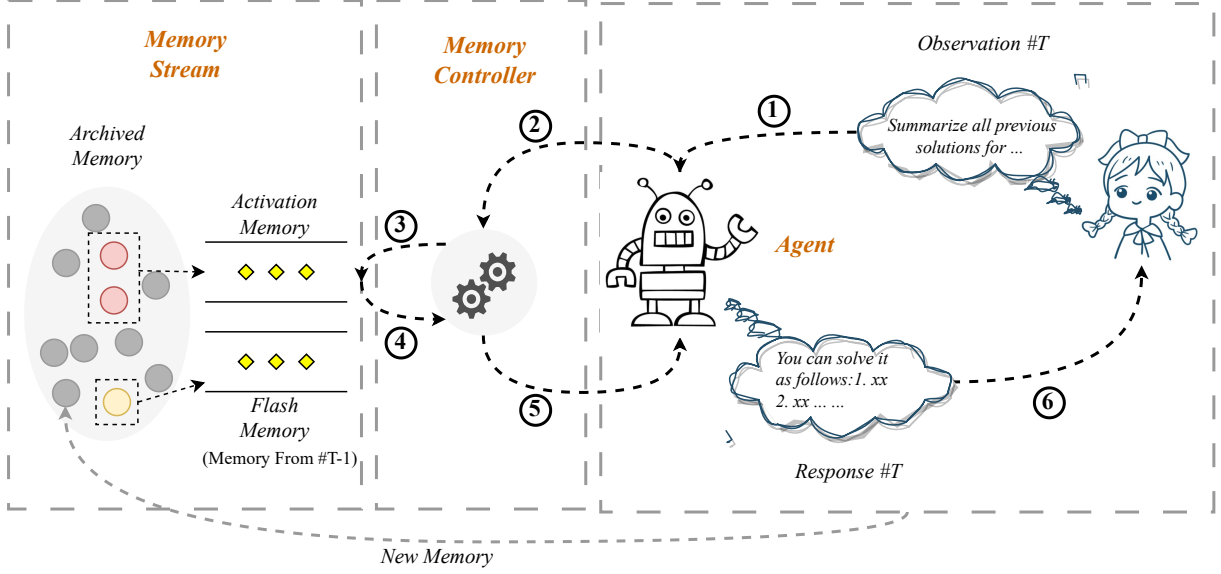 Memory
Stream
Archived
Memory
Activation
Memory
Flash
Memory
(Memory From #T-1)
Memory
Controller
2
3
4
5
Observation #T
1
Summarize all previous
solutions for ...
Agent
You can solve it
as follows:1. xx
2. xx ... ...
6
Response #T
New Memory